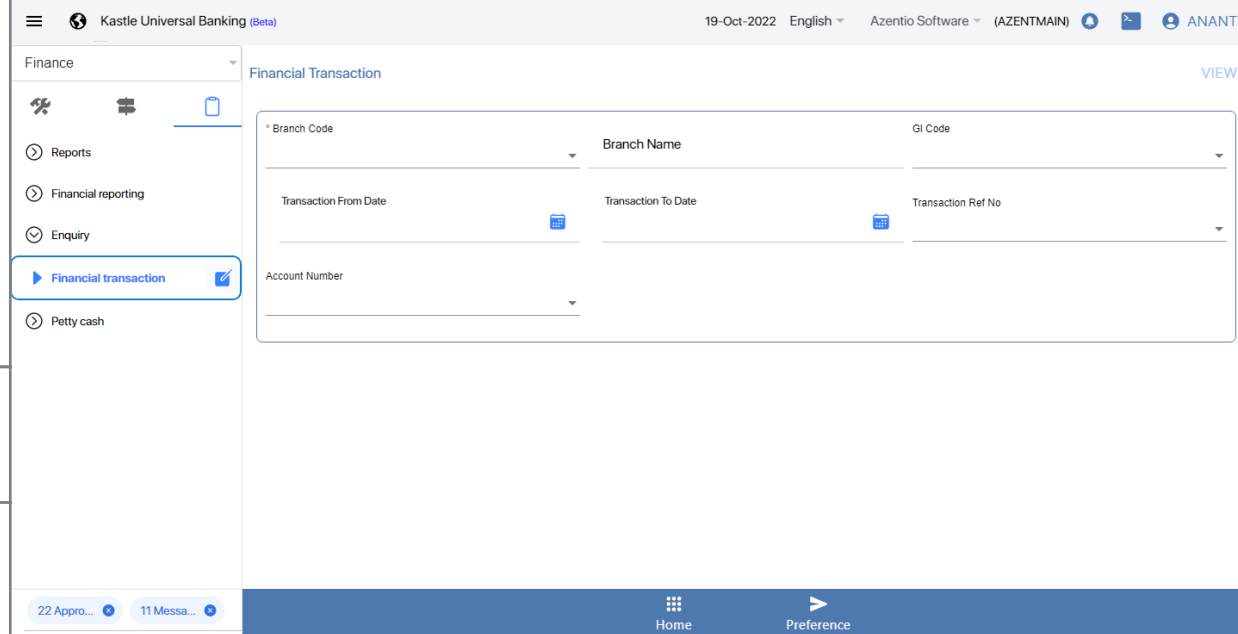 Kastle Universal Banking (Beta)
19-Oct-2022 English Azentio Software (AZENTMAIN) ANANT
Finance
Financial Transaction
VIEW
Reports
Financial reporting
Enquiry
Financial transaction
Petty cash
* Branch Code
Branch Name
GI Code
Transaction From Date
Transaction To Date
Transaction Ref No
Account Number
22 Appro...
11 Messa...
Home
Preference